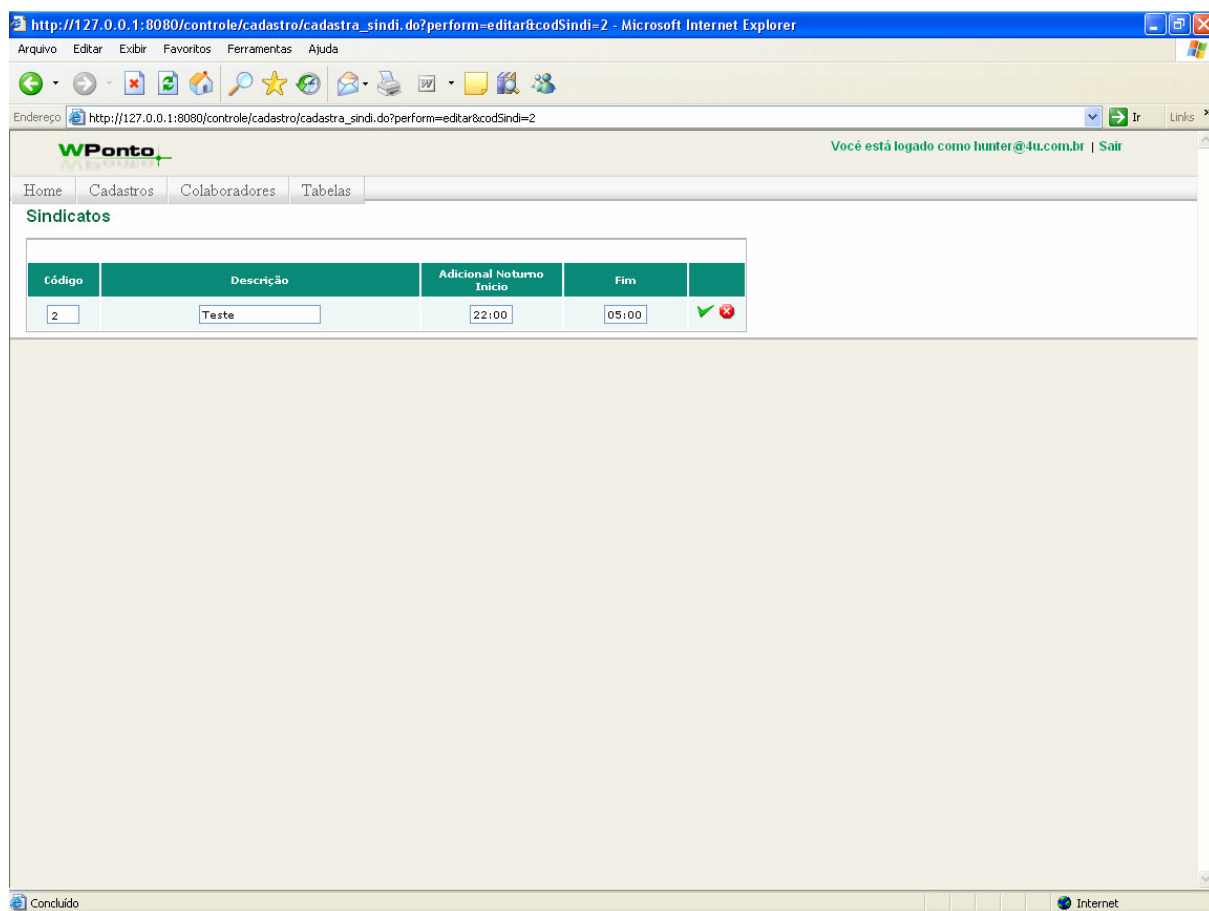 http://127.0.0.1:8080/controle/cadastro/cadastra_sindi.do?perform=editar&codSindi=2 - Microsoft Internet Explorer
Arquivo Editar Exibir Favoritos Ferramentas Ajuda
Endereço http://127.0.0.1:8080/controle/cadastro/cadastra_sindi.do?perform=editar&codSindi=2 Ir Links »
WPonto Você está logado como hunter@4u.com.br | Sair
Home Cadastros Colaboradores Tabelas
Sindicatos
Código Descrição Adicional Noturno Inicio Fim
2 Teste 22:00 05:00
Concluído Internet